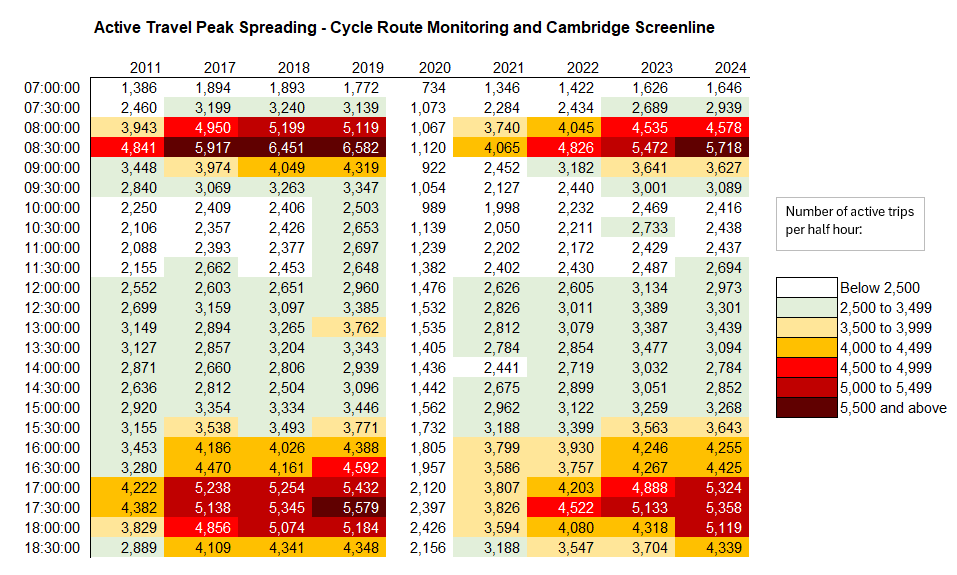 Active Travel Peak Spreading - Cycle Route Monitoring and Cambridge Screenline
2011 2017 2018 2019 2020 2021 2022 2023 2024
07:00:00 1,386 1,894 1,893 1,772 734 1,346 1,422 1,626 1,646
07:30:00 2,460 3,199 3,240 3,139 1,073 2,284 2,434 2,689 2,939
08:00:00 3,943 4,950 5,199 5,119 1,067 3,740 4,045 4,535 4,578
08:30:00 4,841 5,917 6,451 6,582 1,120 4,065 4,826 5,472 5,718
09:00:00 3,448 3,974 4,049 4,319 922 2,452 3,182 3,641 3,627
09:30:00 2,840 3,069 3,263 3,347 1,054 2,127 2,440 3,001 3,089
10:00:00 2,250 2,409 2,406 2,503 989 1,998 2,232 2,469 2,416
10:30:00 2,106 2,357 2,426 2,653 1,139 2,050 2,211 2,733 2,438
11:00:00 2,088 2,393 2,377 2,697 1,239 2,202 2,172 2,429 2,437
11:30:00 2,155 2,662 2,453 2,648 1,382 2,402 2,430 2,487 2,694
12:00:00 2,552 2,603 2,651 2,960 1,476 2,626 2,605 3,134 2,973
12:30:00 2,699 3,159 3,097 3,385 1,532 2,826 3,011 3,389 3,301
13:00:00 3,149 2,894 3,265 3,762 1,535 2,812 3,079 3,387 3,439
13:30:00 3,127 2,857 3,204 3,343 1,405 2,784 2,854 3,477 3,094
14:00:00 2,871 2,660 2,806 2,939 1,436 2,441 2,719 3,032 2,784
14:30:00 2,636 2,812 2,504 3,096 1,442 2,675 2,899 3,051 2,852
15:00:00 2,920 3,354 3,334 3,446 1,562 2,962 3,122 3,259 3,268
15:30:00 3,155 3,538 3,493 3,771 1,732 3,188 3,399 3,563 3,643
16:00:00 3,453 4,186 4,026 4,388 1,805 3,799 3,930 4,246 4,255
16:30:00 3,280 4,470 4,161 4,592 1,957 3,586 3,757 4,267 4,425
17:00:00 4,222 5,238 5,254 5,432 2,120 3,807 4,203 4,888 5,324
17:30:00 4,382 5,138 5,345 5,579 2,397 3,826 4,522 5,133 5,358
18:00:00 3,829 4,856 5,074 5,184 2,426 3,594 4,080 4,318 5,119
18:30:00 2,889 4,109 4,341 4,348 2,156 3,188 3,547 3,704 4,339
Number of active trips
per half hour:
Below 2,500
2,500 to 3,499
3,500 to 3,999
4,000 to 4,499
4,500 to 4,999
5,000 to 5,499
5,500 and above